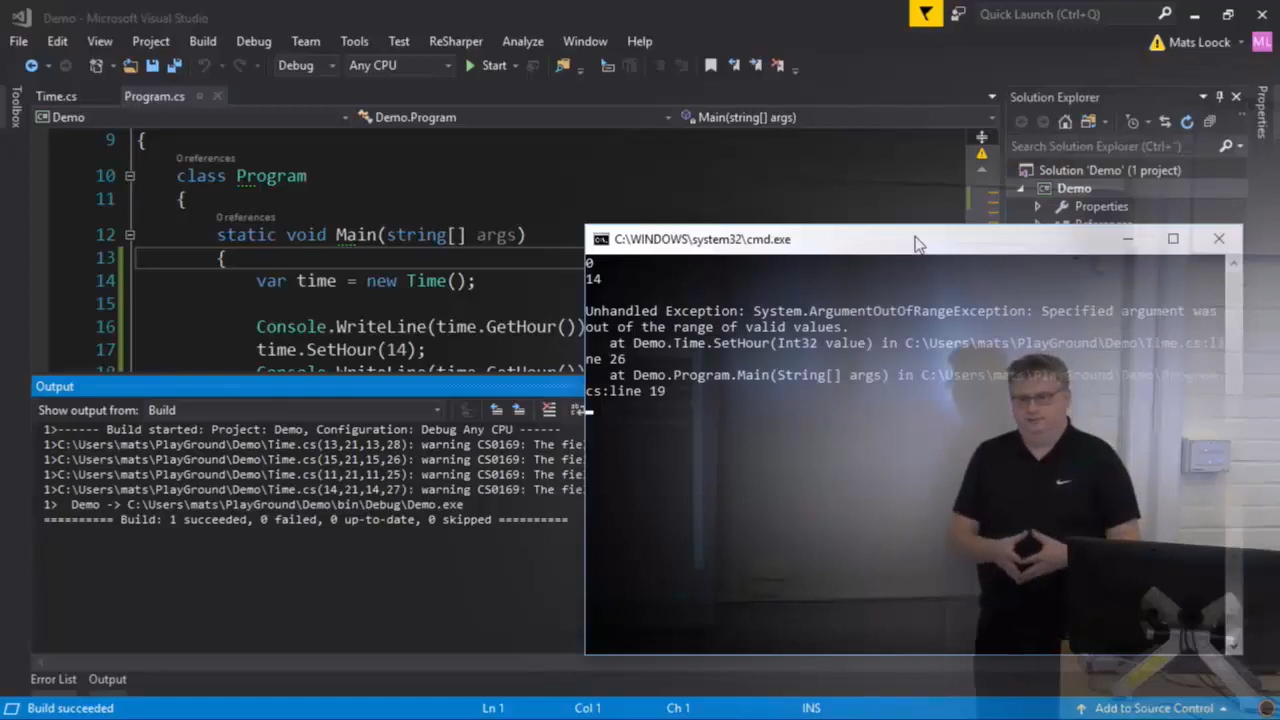 Demo - Microsoft Visual Studio
Quick Launch (Ctrl+Q)
File Edit View Project Build Debug Team Tools Test ReSharper Analyze Window Help
Mats Loock
ML
Debug Any CPU Start
Toolbox
Time.cs Program.cs
Solution Explorer
Properties
Demo Demo.Program Main(string[] args)
Search Solution Explorer (Ctrl+¨)
9 {
0 references
10 class Program
11 {
0 references
12 static void Main(string[] args)
13 {
14 var time = new Time();
15
16 Console.WriteLine(time.GetHour())
17 time.SetHour(14);
18
Solution 'Demo' (1 project)
Demo
Properties
References
C:\WINDOWS\system32\cmd.exe
0
14
Unhandled Exception: System.ArgumentOutOfRangeException: Specified argument was
out of the range of valid values.
at Demo.Time.SetHour(Int32 value) in C:\Users\mats\PlayGround\Demo\Time.cs:li
ne 26
at Demo.Program.Main(String[] args) in C:\Users\mats\PlayGround\Demo\Program.
cs:line 19
Output
Show output from: Build
1>------ Build started: Project: Demo, Configuration: Debug Any CPU ------
1>C:\Users\mats\PlayGround\Demo\Time.cs(13,21,13,28): warning CS0169: The fie
1>C:\Users\mats\PlayGround\Demo\Time.cs(15,21,15,26): warning CS0169: The fie
1>C:\Users\mats\PlayGround\Demo\Time.cs(11,21,11,25): warning CS0169: The fie
1>C:\Users\mats\PlayGround\Demo\Time.cs(14,21,14,27): warning CS0169: The fie
1> Demo -> C:\Users\mats\PlayGround\Demo\bin\Debug\Demo.exe
========== Build: 1 succeeded, 0 failed, 0 up-to-date, 0 skipped ==========
Error List Output
Build succeeded Ln 1 Col 1 Ch 1 INS Add to Source Control